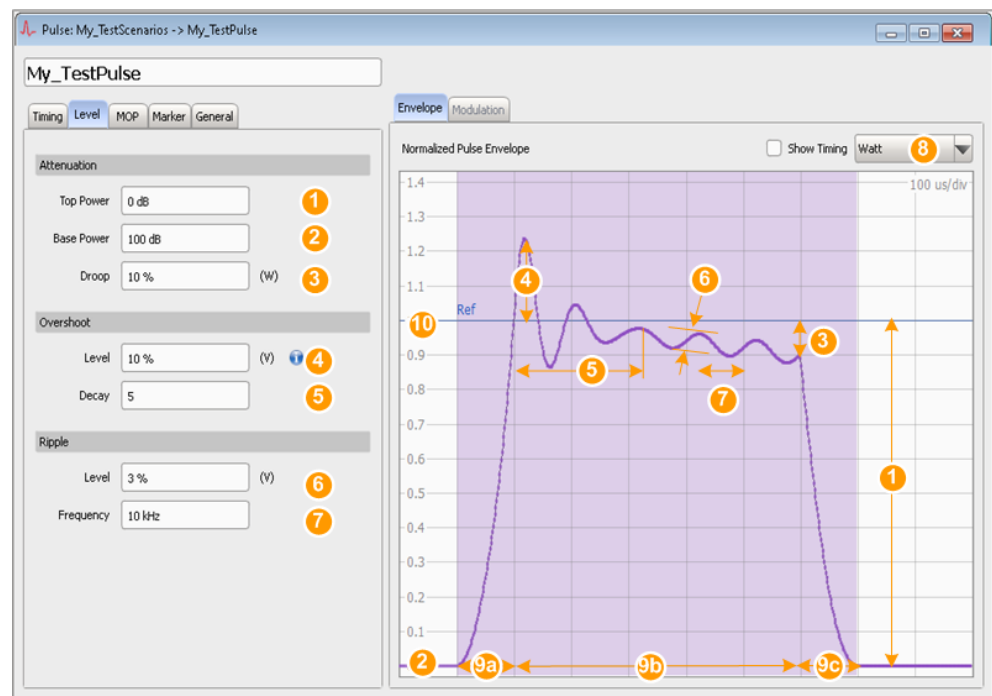 Pulse: My_TestScenarios -> My_TestPulse
My_TestPulse
Timing Level MOP Marker General
Attenuation
Top Power 0 dB 1
Base Power 100 dB 2
Droop 10 % (W) 3
Overshoot
Level 10 % (V) i 4
Decay 5 5
Ripple
Level 3 % (V) 6
Frequency 10 kHz 7
Envelope Modulation
Normalized Pulse Envelope Show Timing Watt 8
1.4 100 us/div
1.3
1.2
4 6
1.1
Ref
10
3
0.9
5
7
0.8
0.7
0.6
1
0.5
0.4
0.3
0.2
0.1
2 9a 9b 9c